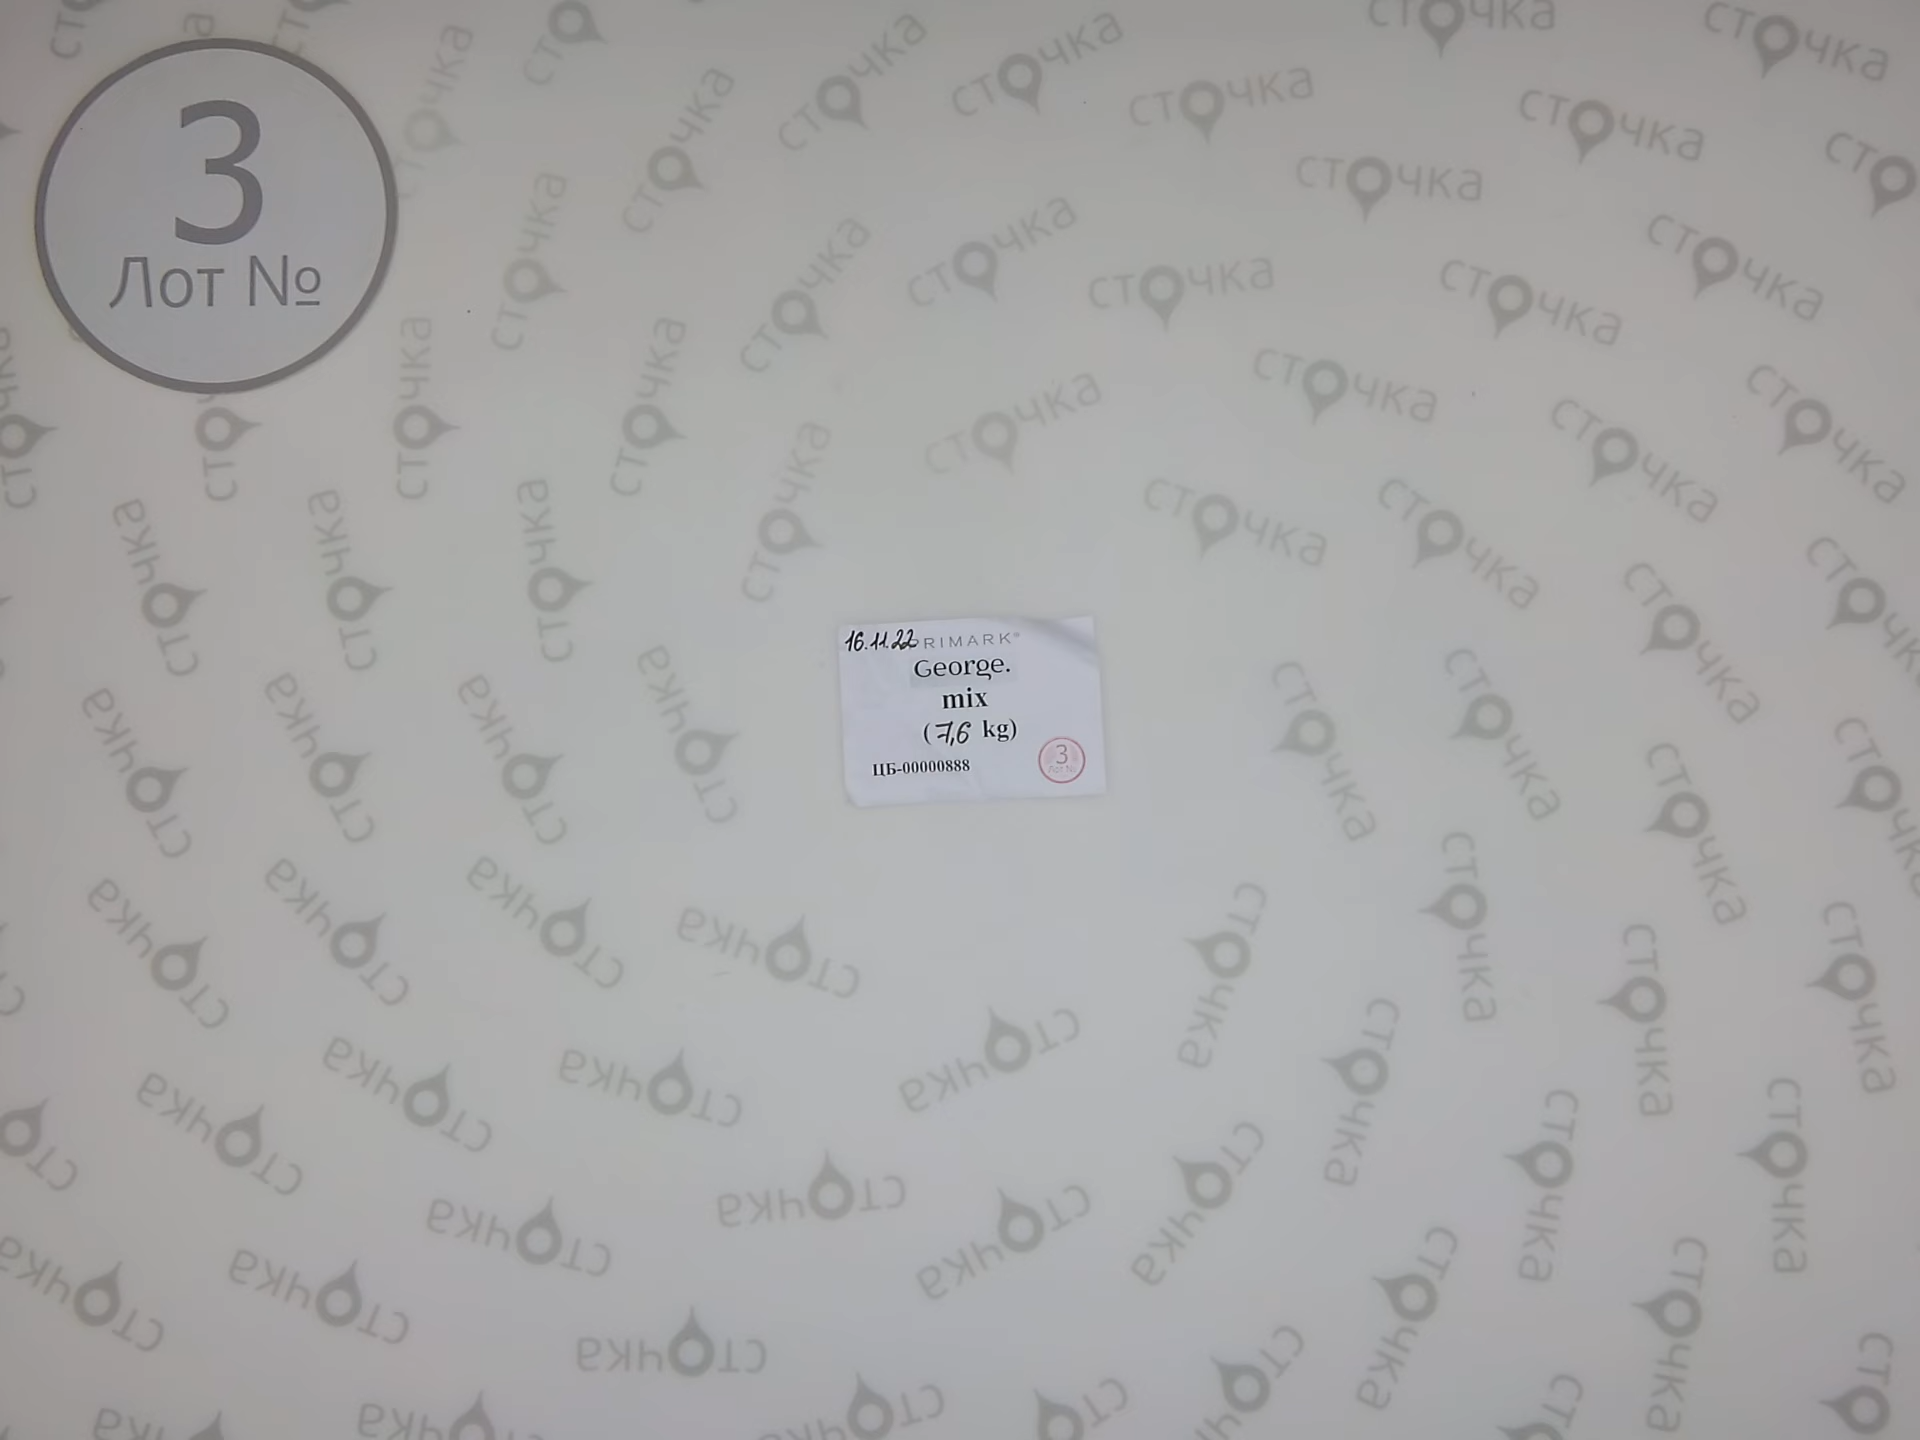 3
Лот №
16.11.22 PRIMARK®
George.
mix
(7,6 kg)
ЦБ-00000888
3
Лот №
сточка